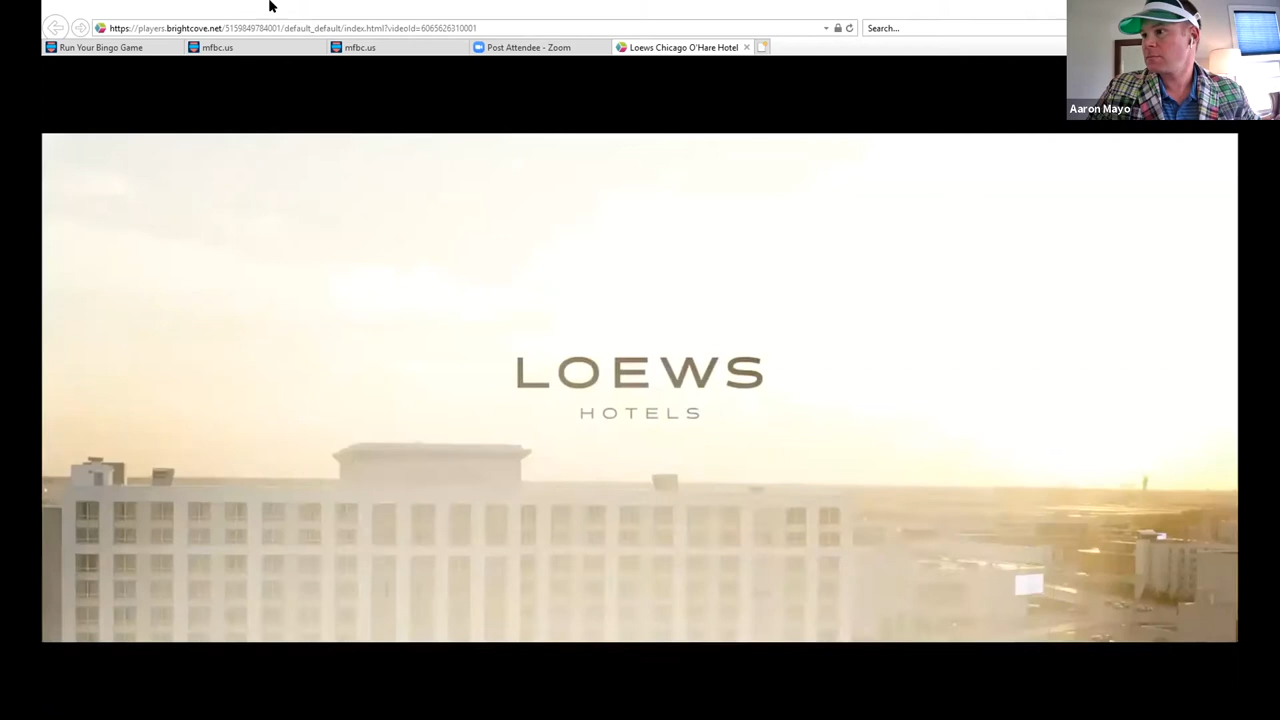 https://players.brightcove.net/5159849784001/default_default/index.html?videoId=6065626310001
Search...
Run Your Bingo Game
mfbc.us
mfbc.us
Post Attendee - Zoom
Loews Chicago O'Hare Hotel
Aaron Mayo
LOEWS
HOTELS